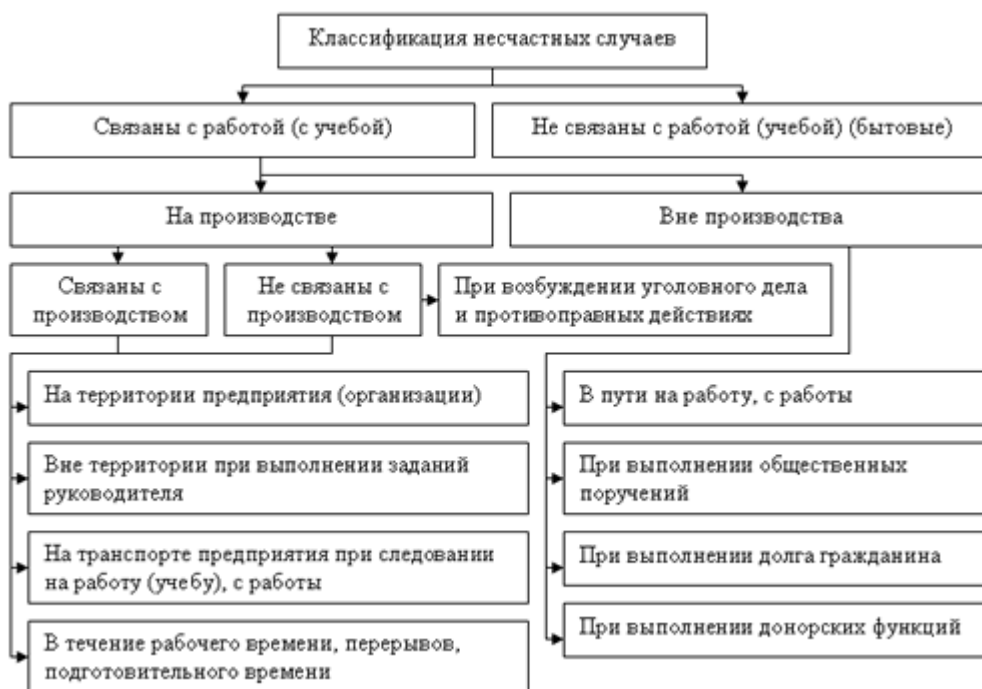 Классификация несчастных случаев
Связаны с работой (с учебой)
Не связаны с работой (учебой) (бытовые)
На производстве
Вне производства
Связаны с
производством
Не связаны с
производством
При возбуждении уголовного дела
и противоправных действиях
На территории предприятия (организации)
Вне территории при выполнении заданий
руководителя
На транспорте предприятия при следовании
на работу (учебу), с работы
В течение рабочего времени, перерывов,
подготовительного времени
В пути на работу, с работы
При выполнении общественных
поручений
При выполнении долга гражданина
При выполнении донорских функций